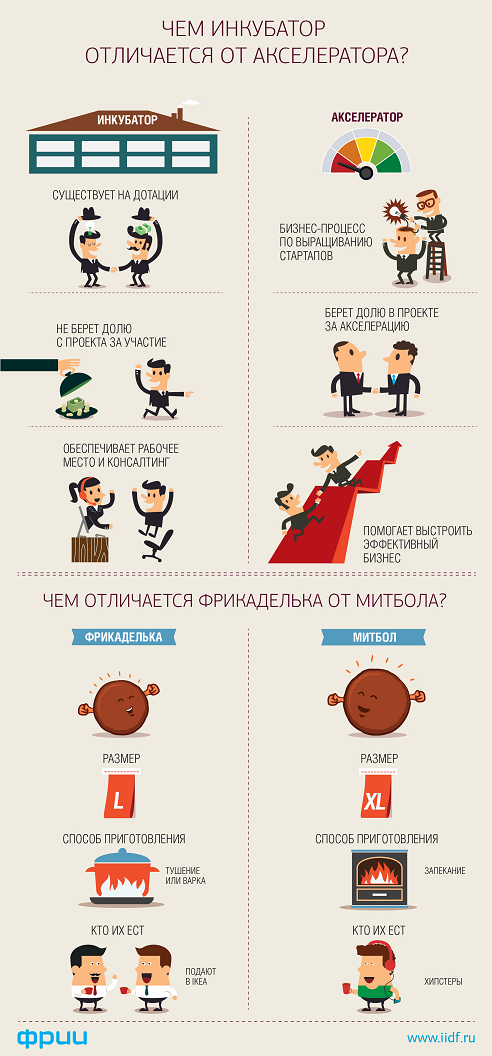 ЧЕМ ИНКУБАТОР
ОТЛИЧАЕТСЯ ОТ АКСЕЛЕРАТОРА?
ИНКУБАТОР
СУЩЕСТВУЕТ НА ДОТАЦИИ
НЕ БЕРЕТ ДОЛЮ
С ПРОЕКТА ЗА УЧАСТИЕ
ОБЕСПЕЧИВАЕТ РАБОЧЕЕ
МЕСТО И КОНСАЛТИНГ
АКСЕЛЕРАТОР
БИЗНЕС-ПРОЦЕСС
ПО ВЫРАЩИВАНИЮ
СТАРТАПОВ
БЕРЕТ ДОЛЮ В ПРОЕКТЕ
ЗА АКСЕЛЕРАЦИЮ
ПОМОГАЕТ ВЫСТРОИТЬ
ЭФФЕКТИВНЫЙ
БИЗНЕС
ЧЕМ ОТЛИЧАЕТСЯ ФРИКАДЕЛЬКА ОТ МИТБОЛА?
ФРИКАДЕЛЬКА
РАЗМЕР
L
СПОСОБ ПРИГОТОВЛЕНИЯ
ТУШЕНИЕ
ИЛИ ВАРКА
КТО ИХ ЕСТ
ПОДАЮТ
В IKEA
МИТБОЛ
РАЗМЕР
XL
СПОСОБ ПРИГОТОВЛЕНИЯ
ЗАПЕКАНИЕ
КТО ИХ ЕСТ
ХИПСТЕРЫ
ФРИИ
www.iidf.ru